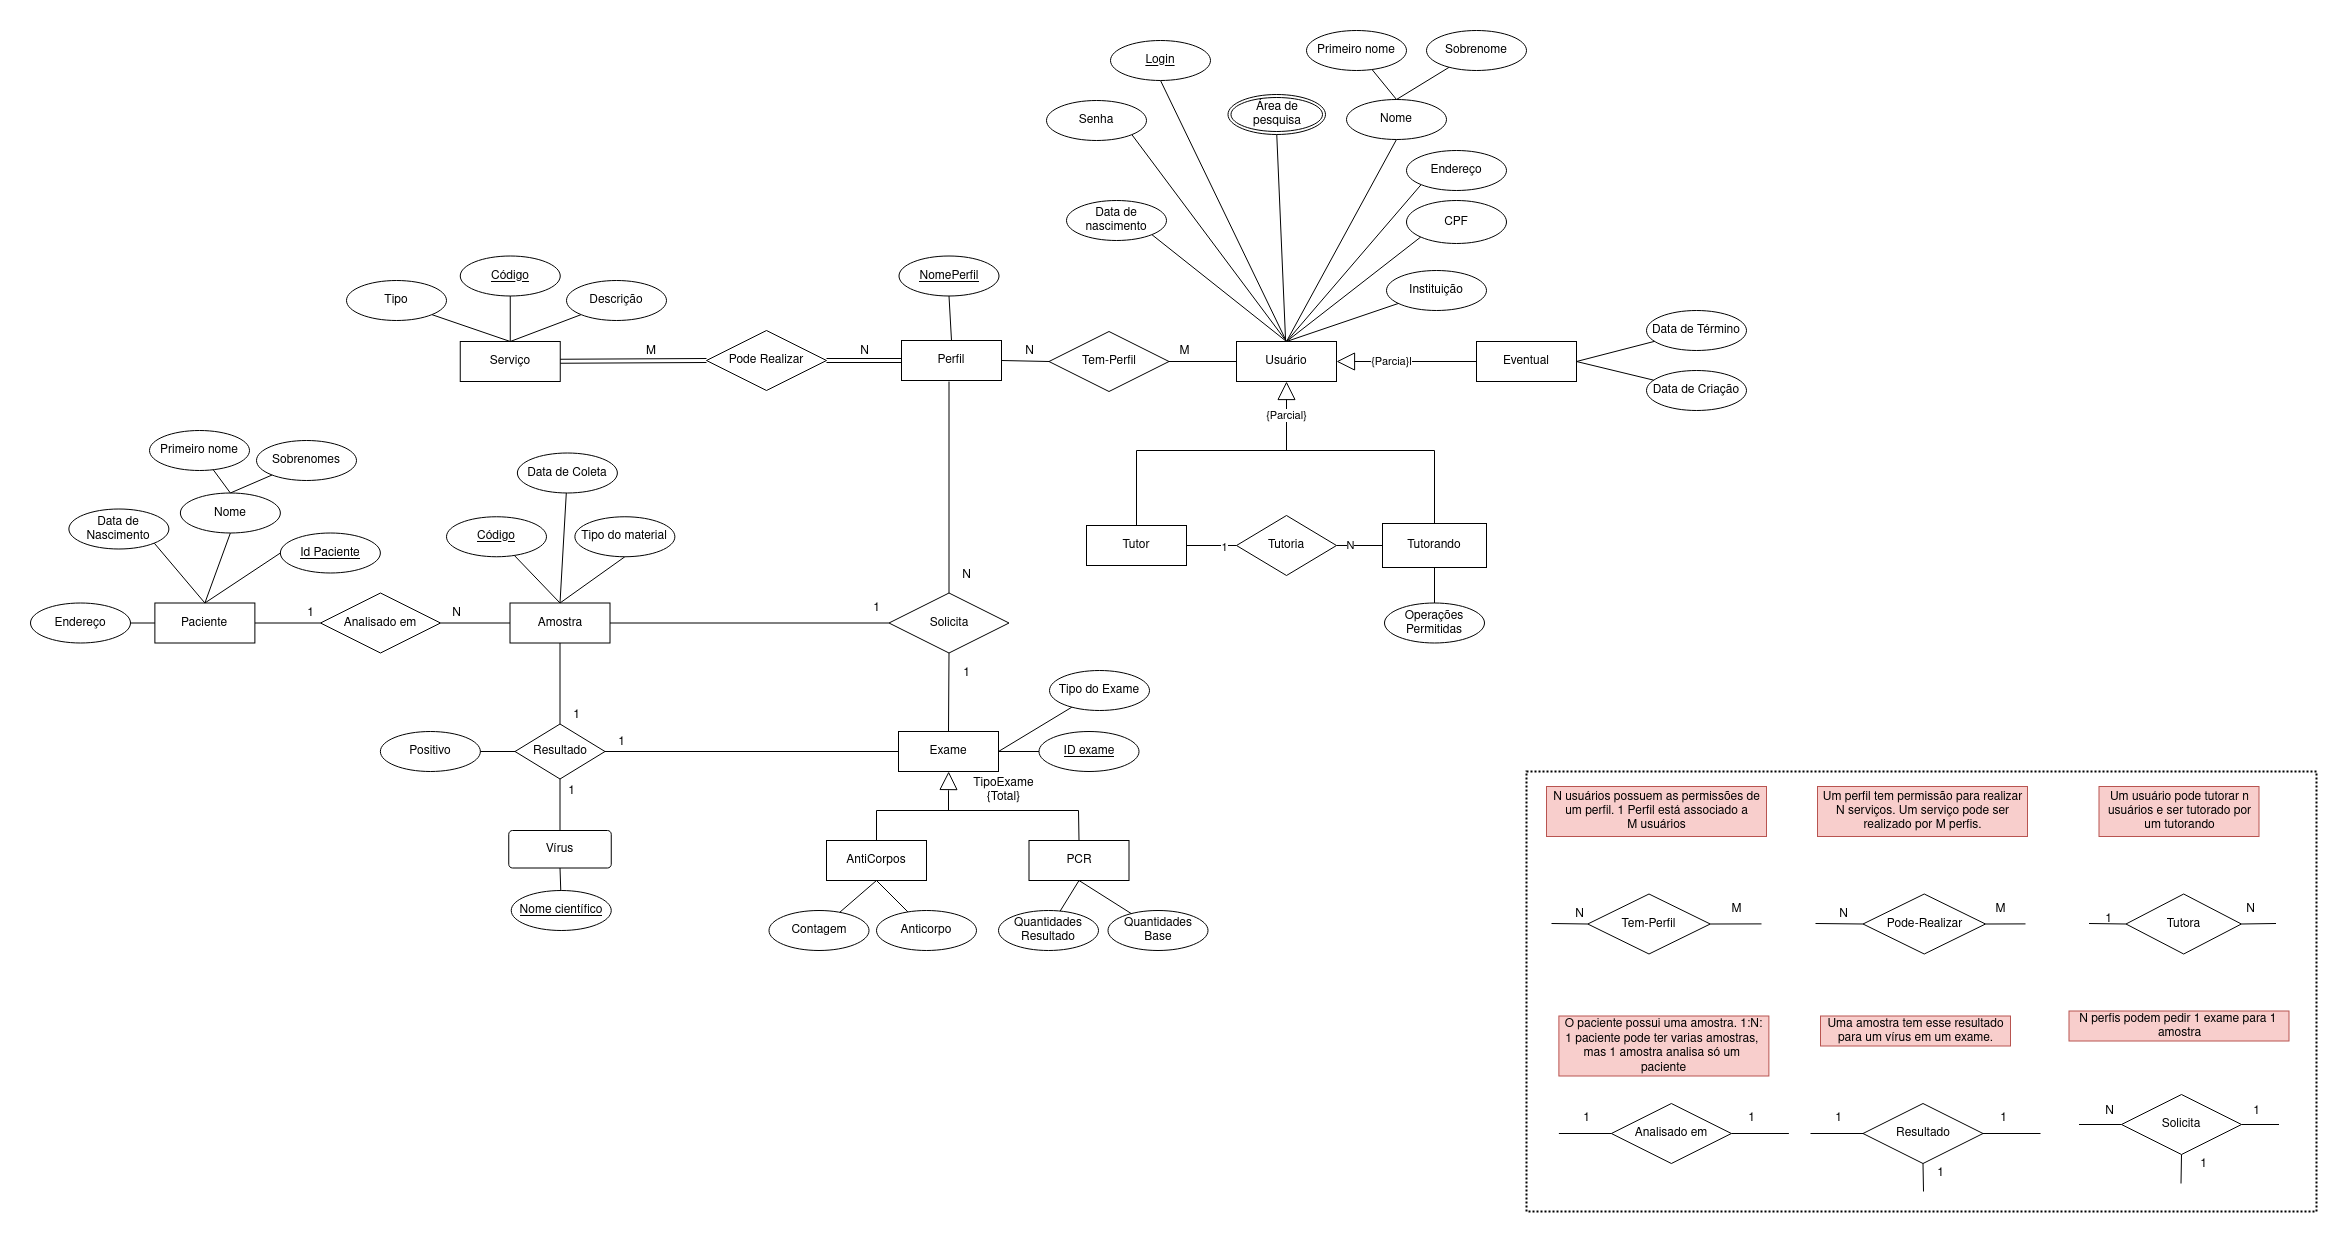 Login
Primeiro nome
Sobrenome
Senha
Área de
pesquisa
Nome
Endereço
Data de
nascimento
CPF
Instituição
Tipo
Código
Descrição
NomePerfil
Data de Término
Serviço
M
Pode Realizar
N
Perfil
N
Tem-Perfil
M
Usuário
{Parcia}l
Eventual
Data de Criação
{Parcial}
Primeiro nome
Sobrenomes
Data de Coleta
Data de
Nascimento
Nome
Id Paciente
Código
Tipo do material
Tutor
1
Tutoria
N
Tutorando
Operações
Permitidas
Endereço
Paciente
1
Analisado em
N
Amostra
1
N
Solicita
1
Tipo do Exame
Positivo
1
Resultado
1
1
Exame
ID exame
TipoExame
{Total}
Vírus
Nome científico
AntiCorpos
PCR
Contagem
Anticorpo
Quantidades
Resultado
Quantidades
Base
N usuários possuem as permissões de
um perfil. 1 Perfil está associado a
M usuários
Um perfil tem permissão para realizar
N serviços. Um serviço pode ser
realizado por M perfis.
Um usuário pode tutorar n
usuários e ser tutorado por
um tutorando
N
Tem-Perfil
M
N
Pode-Realizar
M
1
Tutora
N
O paciente possui uma amostra. 1:N:
1 paciente pode ter varias amostras,
mas 1 amostra analisa só um
paciente
Uma amostra tem esse resultado
para um vírus em um exame.
N perfis podem pedir 1 exame para 1
amostra
1
Analisado em
1
1
Resultado
1
1
N
Solicita
1
1